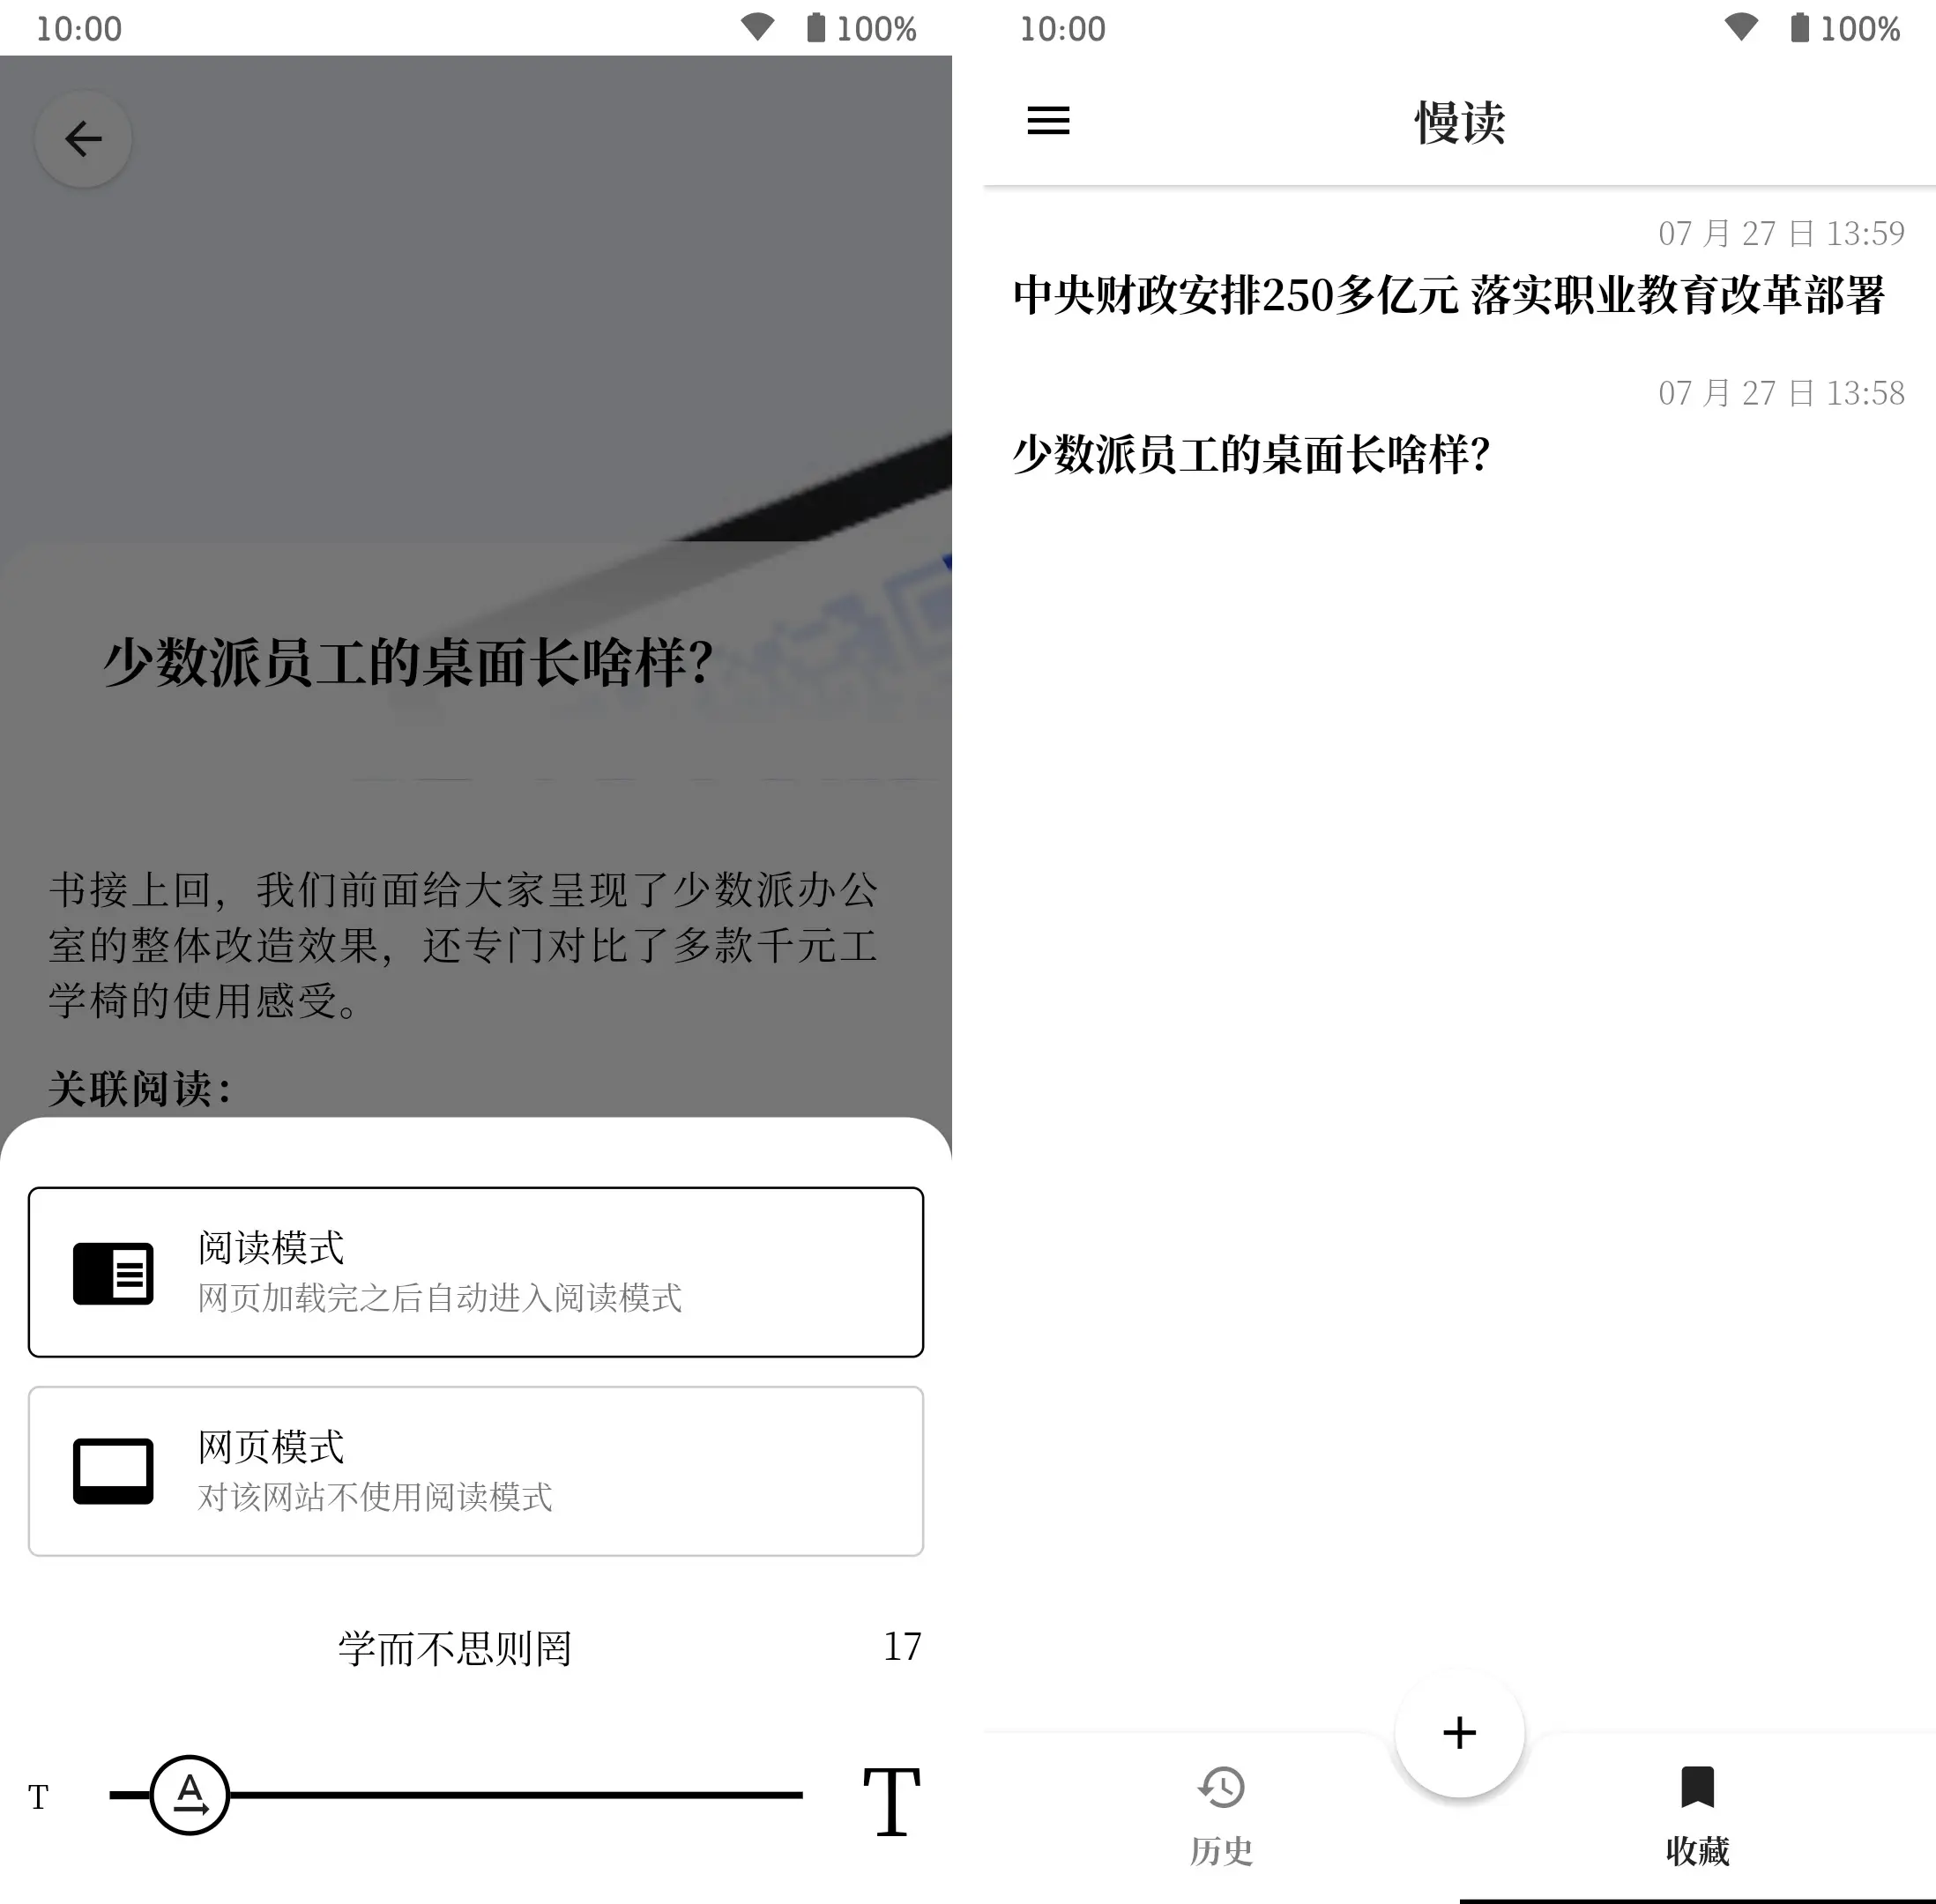 10:00
100%
少数派员工的桌面长啥样？
书接上回，我们前面给大家呈现了少数派办公
室的整体改造效果，还专门对比了多款千元工
学椅的使用感受。
关联阅读：
阅读模式
网页加载完之后自动进入阅读模式
网页模式
对该网站不使用阅读模式
学而不思则罔
17
T
A
T
10:00
100%
慢读
07 月 27 日 13:59
中央财政安排250多亿元 落实职业教育改革部署
07 月 27 日 13:58
少数派员工的桌面长啥样？
历史
收藏